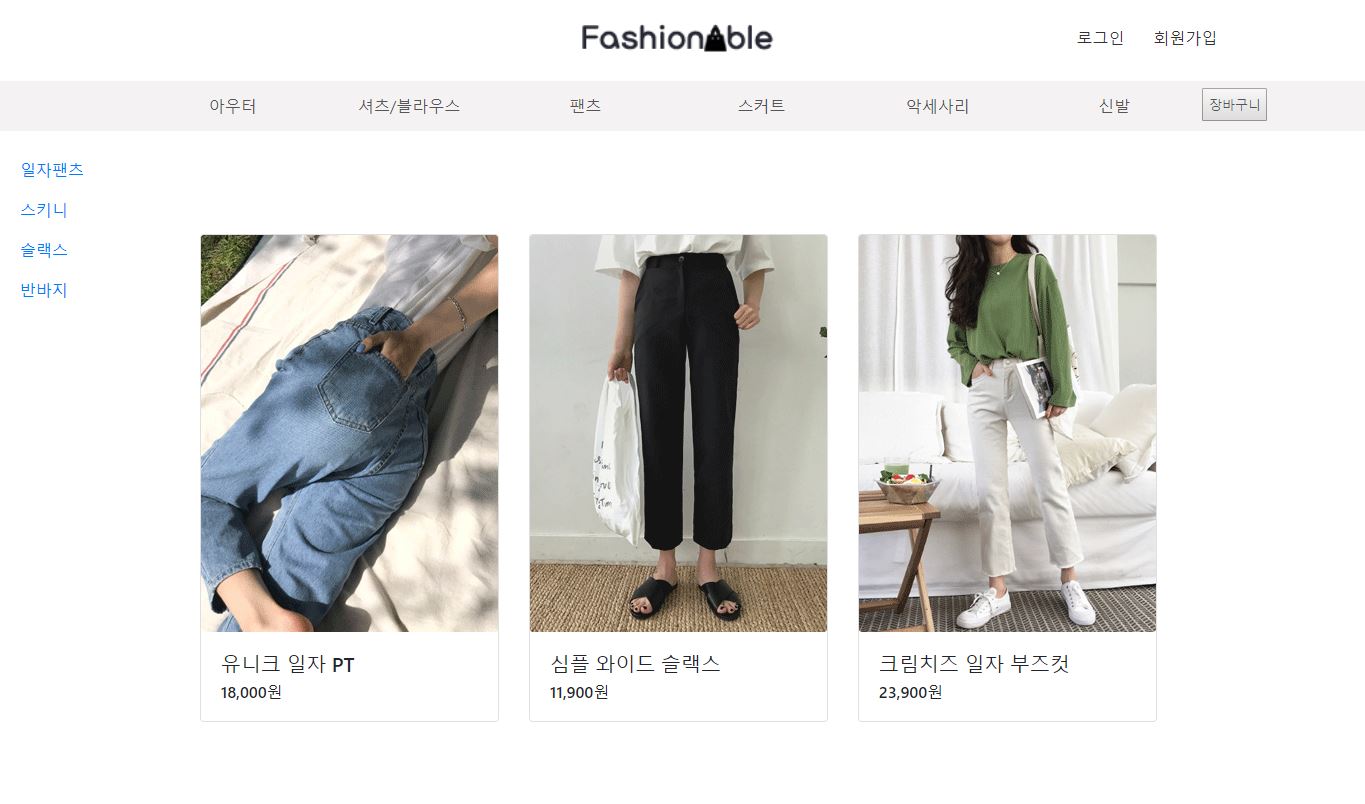 FashionAble
로그인 회원가입
아우터 셔츠/블라우스 팬츠 스커트 악세사리 신발 장바구니
일자팬츠
스키니
슬랙스
반바지
유니크 일자 PT
18,000원
심플 와이드 슬랙스
11,900원
크림치즈 일자 부즈컷
23,900원